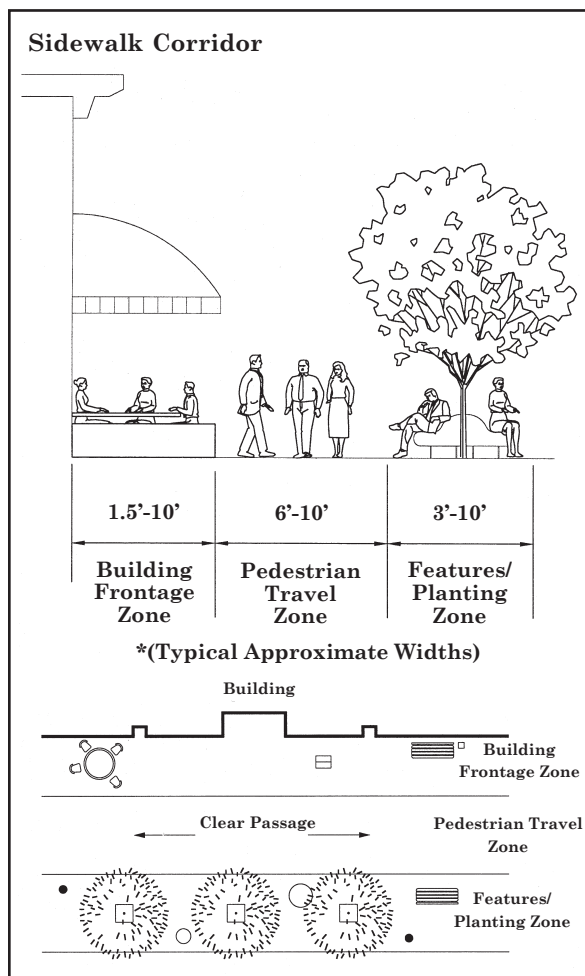 Sidewalk Corridor
1.5'-10'
6'-10'
3'-10'
Building
Frontage
Zone
Pedestrian
Travel
Zone
Features/
Planting
Zone
*(Typical Approximate Widths)
Building
Building
Frontage Zone
Clear Passage
Pedestrian Travel
Zone
Features/
Planting Zone